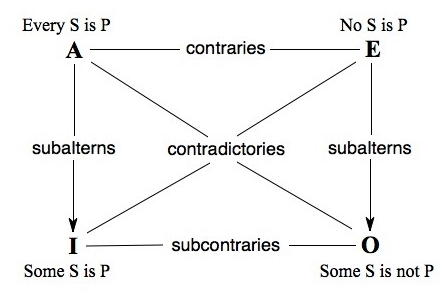 Every S is P
No S is P
A
contraries
E
subalterns
contradictories
subalterns
I
subcontraries
O
Some S is P
Some S is not P